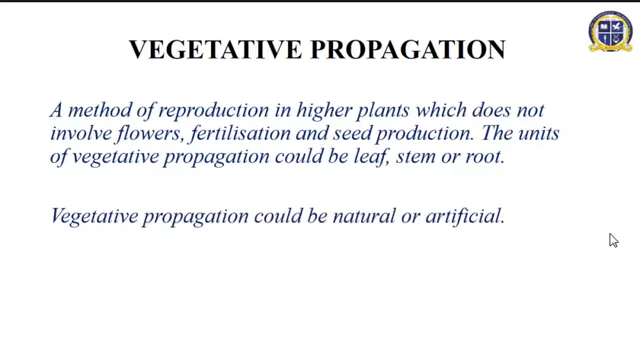 VEGETATIVE PROPAGATION
A method of reproduction in higher plants which does not
involve flowers, fertilisation and seed production. The units
of vegetative propagation could be leaf, stem or root.
Vegetative propagation could be natural or artificial.